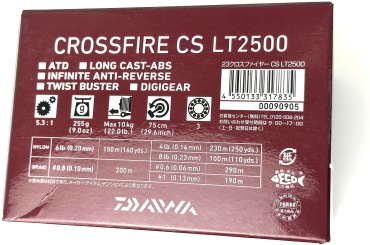 CROSSFIRE CS LT2500
■ ATD ■ LONG CAST-ABS
■ INFINITE ANTI-REVERSE
■ TWIST BUSTER ■ DIGIGEAR
23クロスファイヤー CS LT2500
4 550133 317835
00090905
5.3 : 1
255g
(9.0oz)
Max 10kg
(22.0lb.)
75cm
(29.6inch)
3
NYLON 6lb.(0.20mm) 150m(160yds.) 4lb.(0.16mm) 230m(250yds.)
8lb.(0.23mm) 100m(110yds.)
BRAID #0.8(0.10mm) 200m #0.6(0.06mm) 290m
#1(0.13mm) 190m
DAIWA